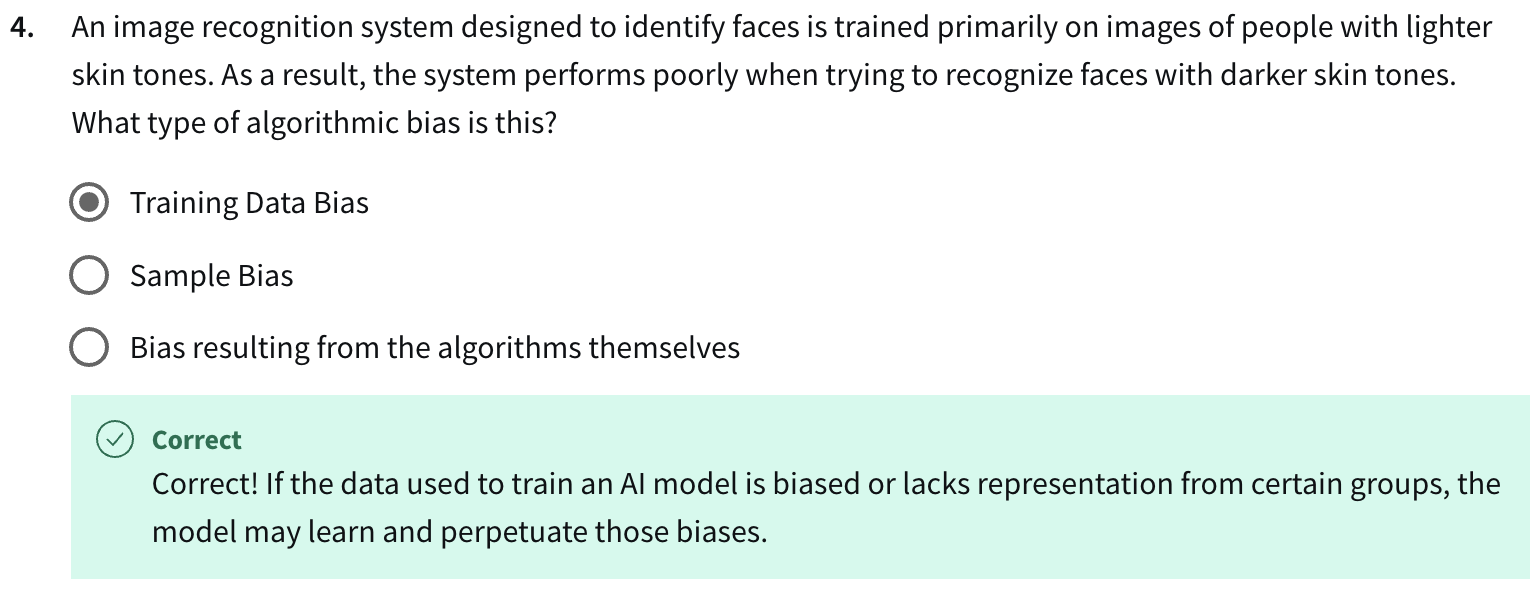 4. An image recognition system designed to identify faces is trained primarily on images of people with lighter
skin tones. As a result, the system performs poorly when trying to recognize faces with darker skin tones.
What type of algorithmic bias is this?
Training Data Bias
Sample Bias
Bias resulting from the algorithms themselves
Correct
Correct! If the data used to train an AI model is biased or lacks representation from certain groups, the
model may learn and perpetuate those biases.